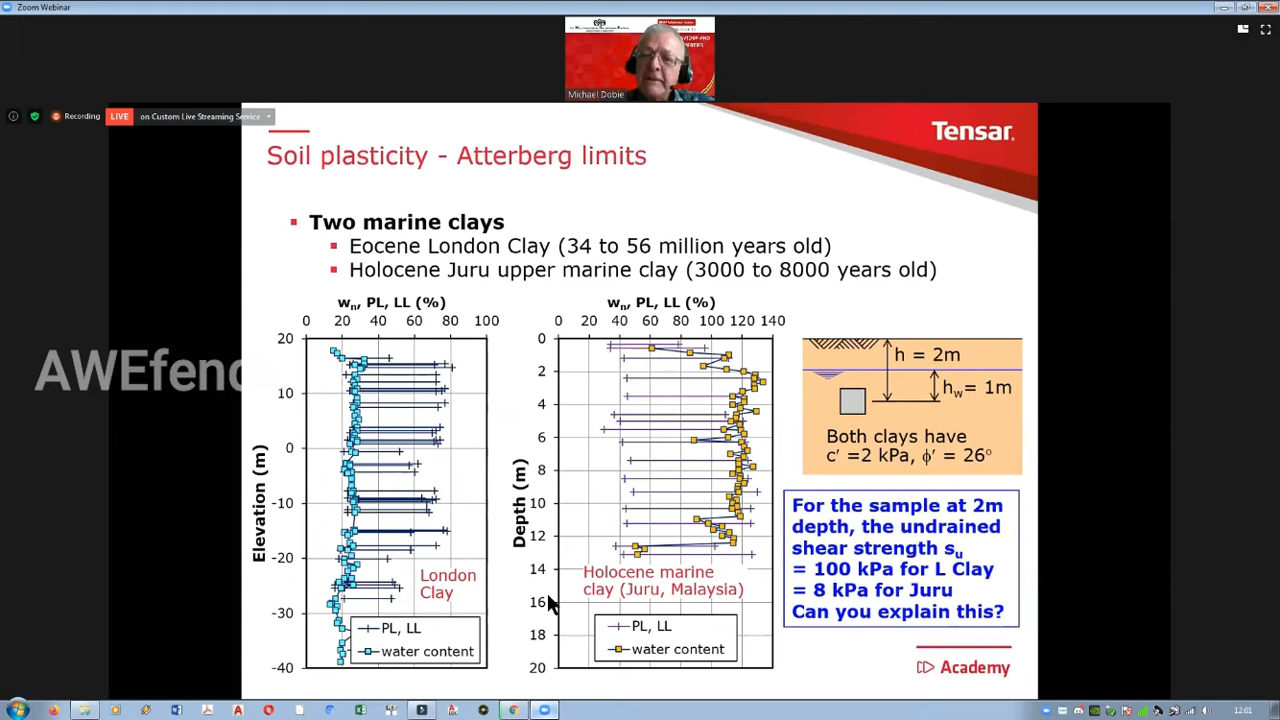 Zoom Webinar
Michael Dobie
Recording
LIVE
on Custom Live Streaming Service
Tensar.
Soil plasticity - Atterberg limits
Two marine clays
Eocene London Clay (34 to 56 million years old)
Holocene Juru upper marine clay (3000 to 8000 years old)
wn, PL, LL (%)
0 20 40 60 80 100
20
10
0
-10
-20
-30
-40
Elevation (m)
London
Clay
PL, LL
water content
wn, PL, LL (%)
0 20 40 60 80 100 120 140
0
2
4
6
8
10
12
14
16
18
20
Depth (m)
Holocene marine
clay (Juru, Malaysia)
PL, LL
water content
h = 2m
hw= 1m
Both clays have
c' =2 kPa, ϕ' = 26°
For the sample at 2m
depth, the undrained
shear strength su
= 100 kPa for L Clay
= 8 kPa for Juru
Can you explain this?
Academy
AWEfenc
12:01